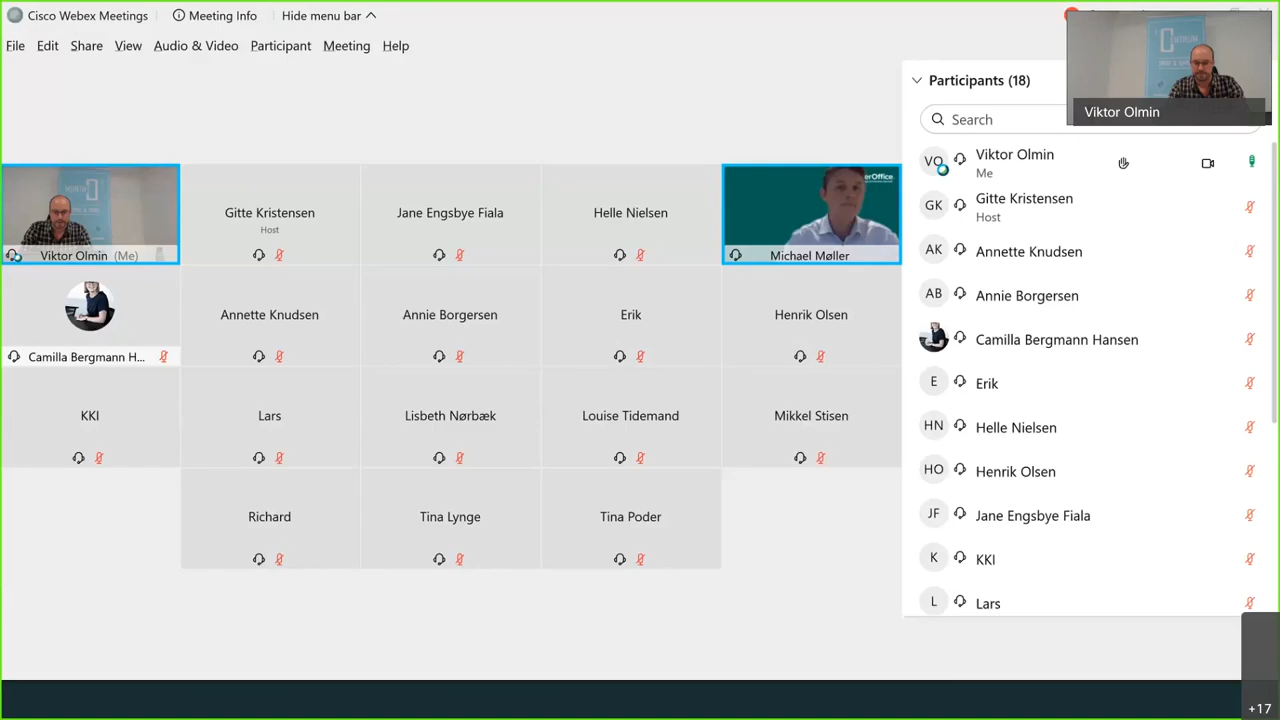 Cisco Webex Meetings
Meeting Info
Hide menu bar
File Edit Share View Audio & Video Participant Meeting Help
Viktor Olmin
Participants (18)
Search
Viktor Olmin (Me)
Gitte Kristensen
Host
Jane Engsbye Fiala
Helle Nielsen
Michael Møller
Camilla Bergmann H...
Annette Knudsen
Annie Borgersen
Erik
Henrik Olsen
KKI
Lars
Lisbeth Nørbæk
Louise Tidemand
Mikkel Stisen
Richard
Tina Lynge
Tina Poder
VO Viktor Olmin
Me
GK Gitte Kristensen
Host
AK Annette Knudsen
AB Annie Borgersen
Camilla Bergmann Hansen
E Erik
HN Helle Nielsen
HO Henrik Olsen
JF Jane Engsbye Fiala
K KKI
L Lars
+17